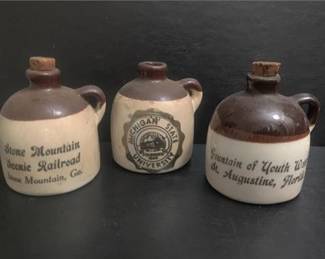 Stone Mountain
Scenic Railroad
Stone Mountain, Ga.
MICHIGAN STATE
UNIVERSITY
Fountain of Youth
St. Augustine, Florida